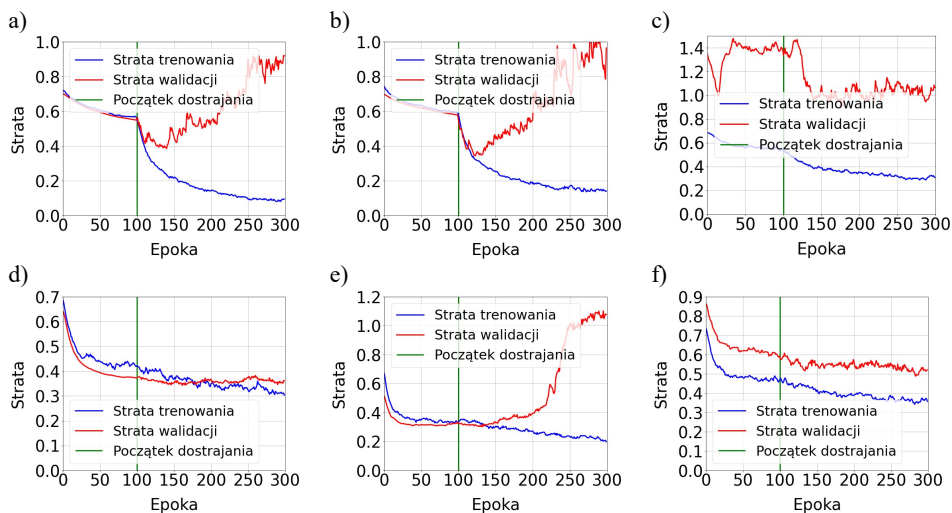 a)
1.0
0.8
0.6
0.4
0.2
0.0
Strata
Strata trenowania
Strata walidacji
Początek dostrajania
0 50 100 150 200 250 300
Epoka
b)
1.0
0.8
0.6
0.4
0.2
0.0
Strata
Strata trenowania
Strata walidacji
Początek dostrajania
0 50 100 150 200 250 300
Epoka
c)
1.4
1.2
1.0
0.8
0.6
0.4
0.2
0.0
Strata
Strata trenowania
Strata walidacji
Początek dostrajania
0 50 100 150 200 250 300
Epoka
d)
0.7
0.6
0.5
0.4
0.3
0.2
0.1
0.0
Strata
Strata trenowania
Strata walidacji
Początek dostrajania
0 50 100 150 200 250 300
Epoka
e)
1.2
1.0
0.8
0.6
0.4
0.2
0.0
Strata
Strata trenowania
Strata walidacji
Początek dostrajania
0 50 100 150 200 250 300
Epoka
f)
0.9
0.8
0.7
0.6
0.5
0.4
0.3
0.2
0.1
0.0
Strata
Strata trenowania
Strata walidacji
Początek dostrajania
0 50 100 150 200 250 300
Epoka